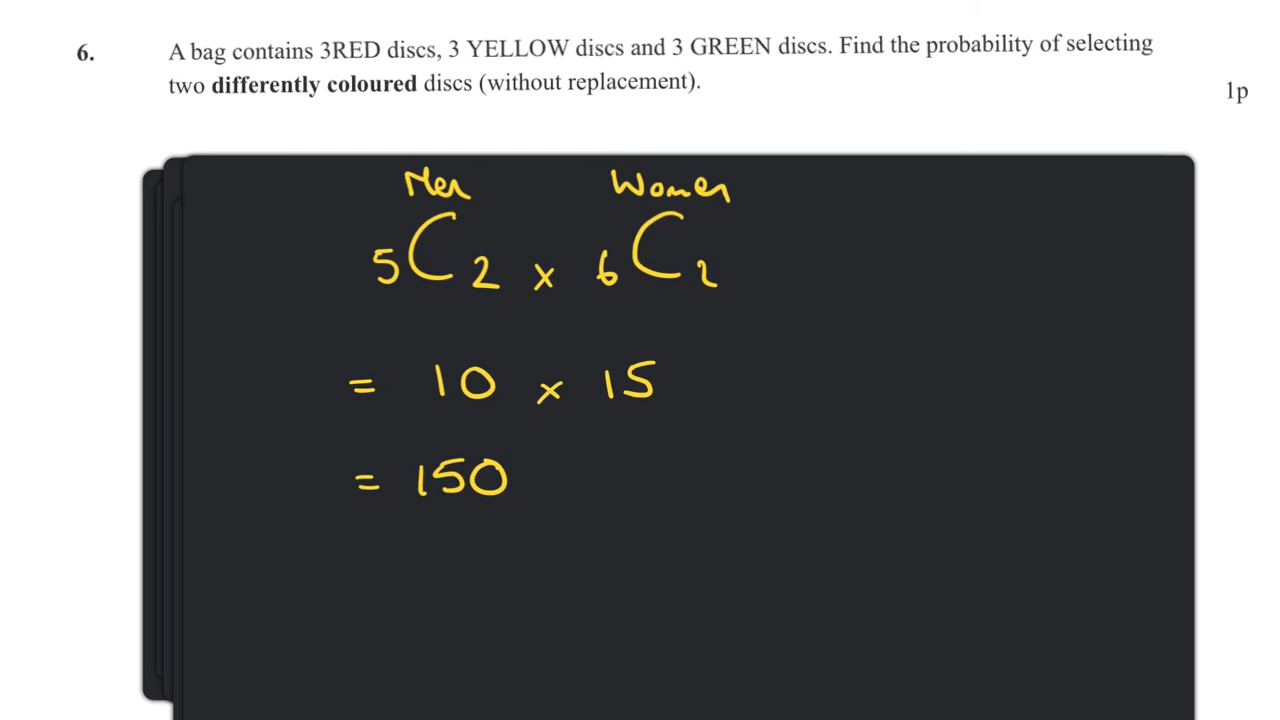 6. A bag contains 3RED discs, 3 YELLOW discs and 3 GREEN discs. Find the probability of selecting
two differently coloured discs (without replacement).
1p
Men Women
5C2 x 6C2
= 10 x 15
= 150